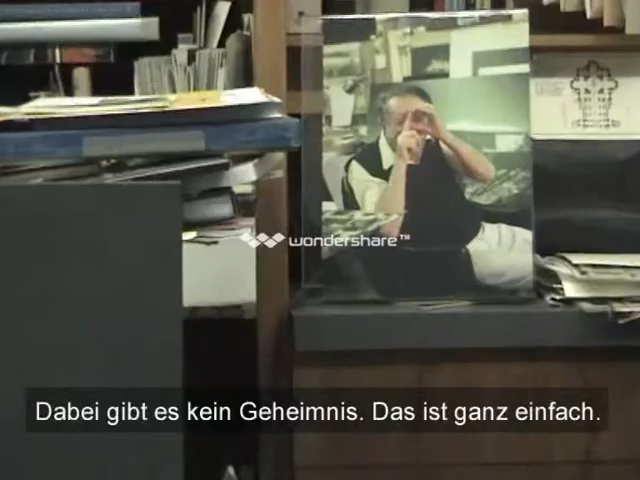 wondershare™
Dabei gibt es kein Geheimnis. Das ist ganz einfach.